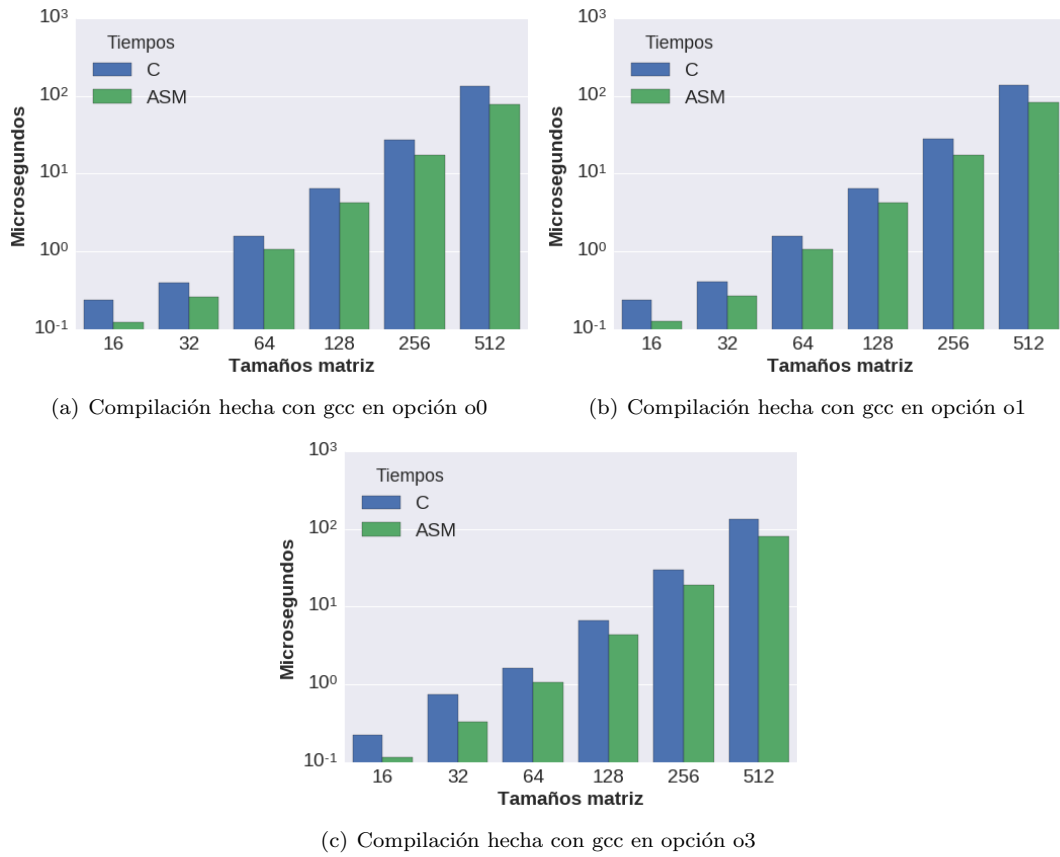 Tiempos
C
ASM
10³
10²
10¹
10⁰
10⁻¹
Microsegundos
16 32 64 128 256 512
Tamaños matriz
(a) Compilación hecha con gcc en opción o0
Tiempos
C
ASM
10³
10²
10¹
10⁰
10⁻¹
Microsegundos
16 32 64 128 256 512
Tamaños matriz
(b) Compilación hecha con gcc en opción o1
Tiempos
C
ASM
10³
10²
10¹
10⁰
10⁻¹
Microsegundos
16 32 64 128 256 512
Tamaños matriz
(c) Compilación hecha con gcc en opción o3